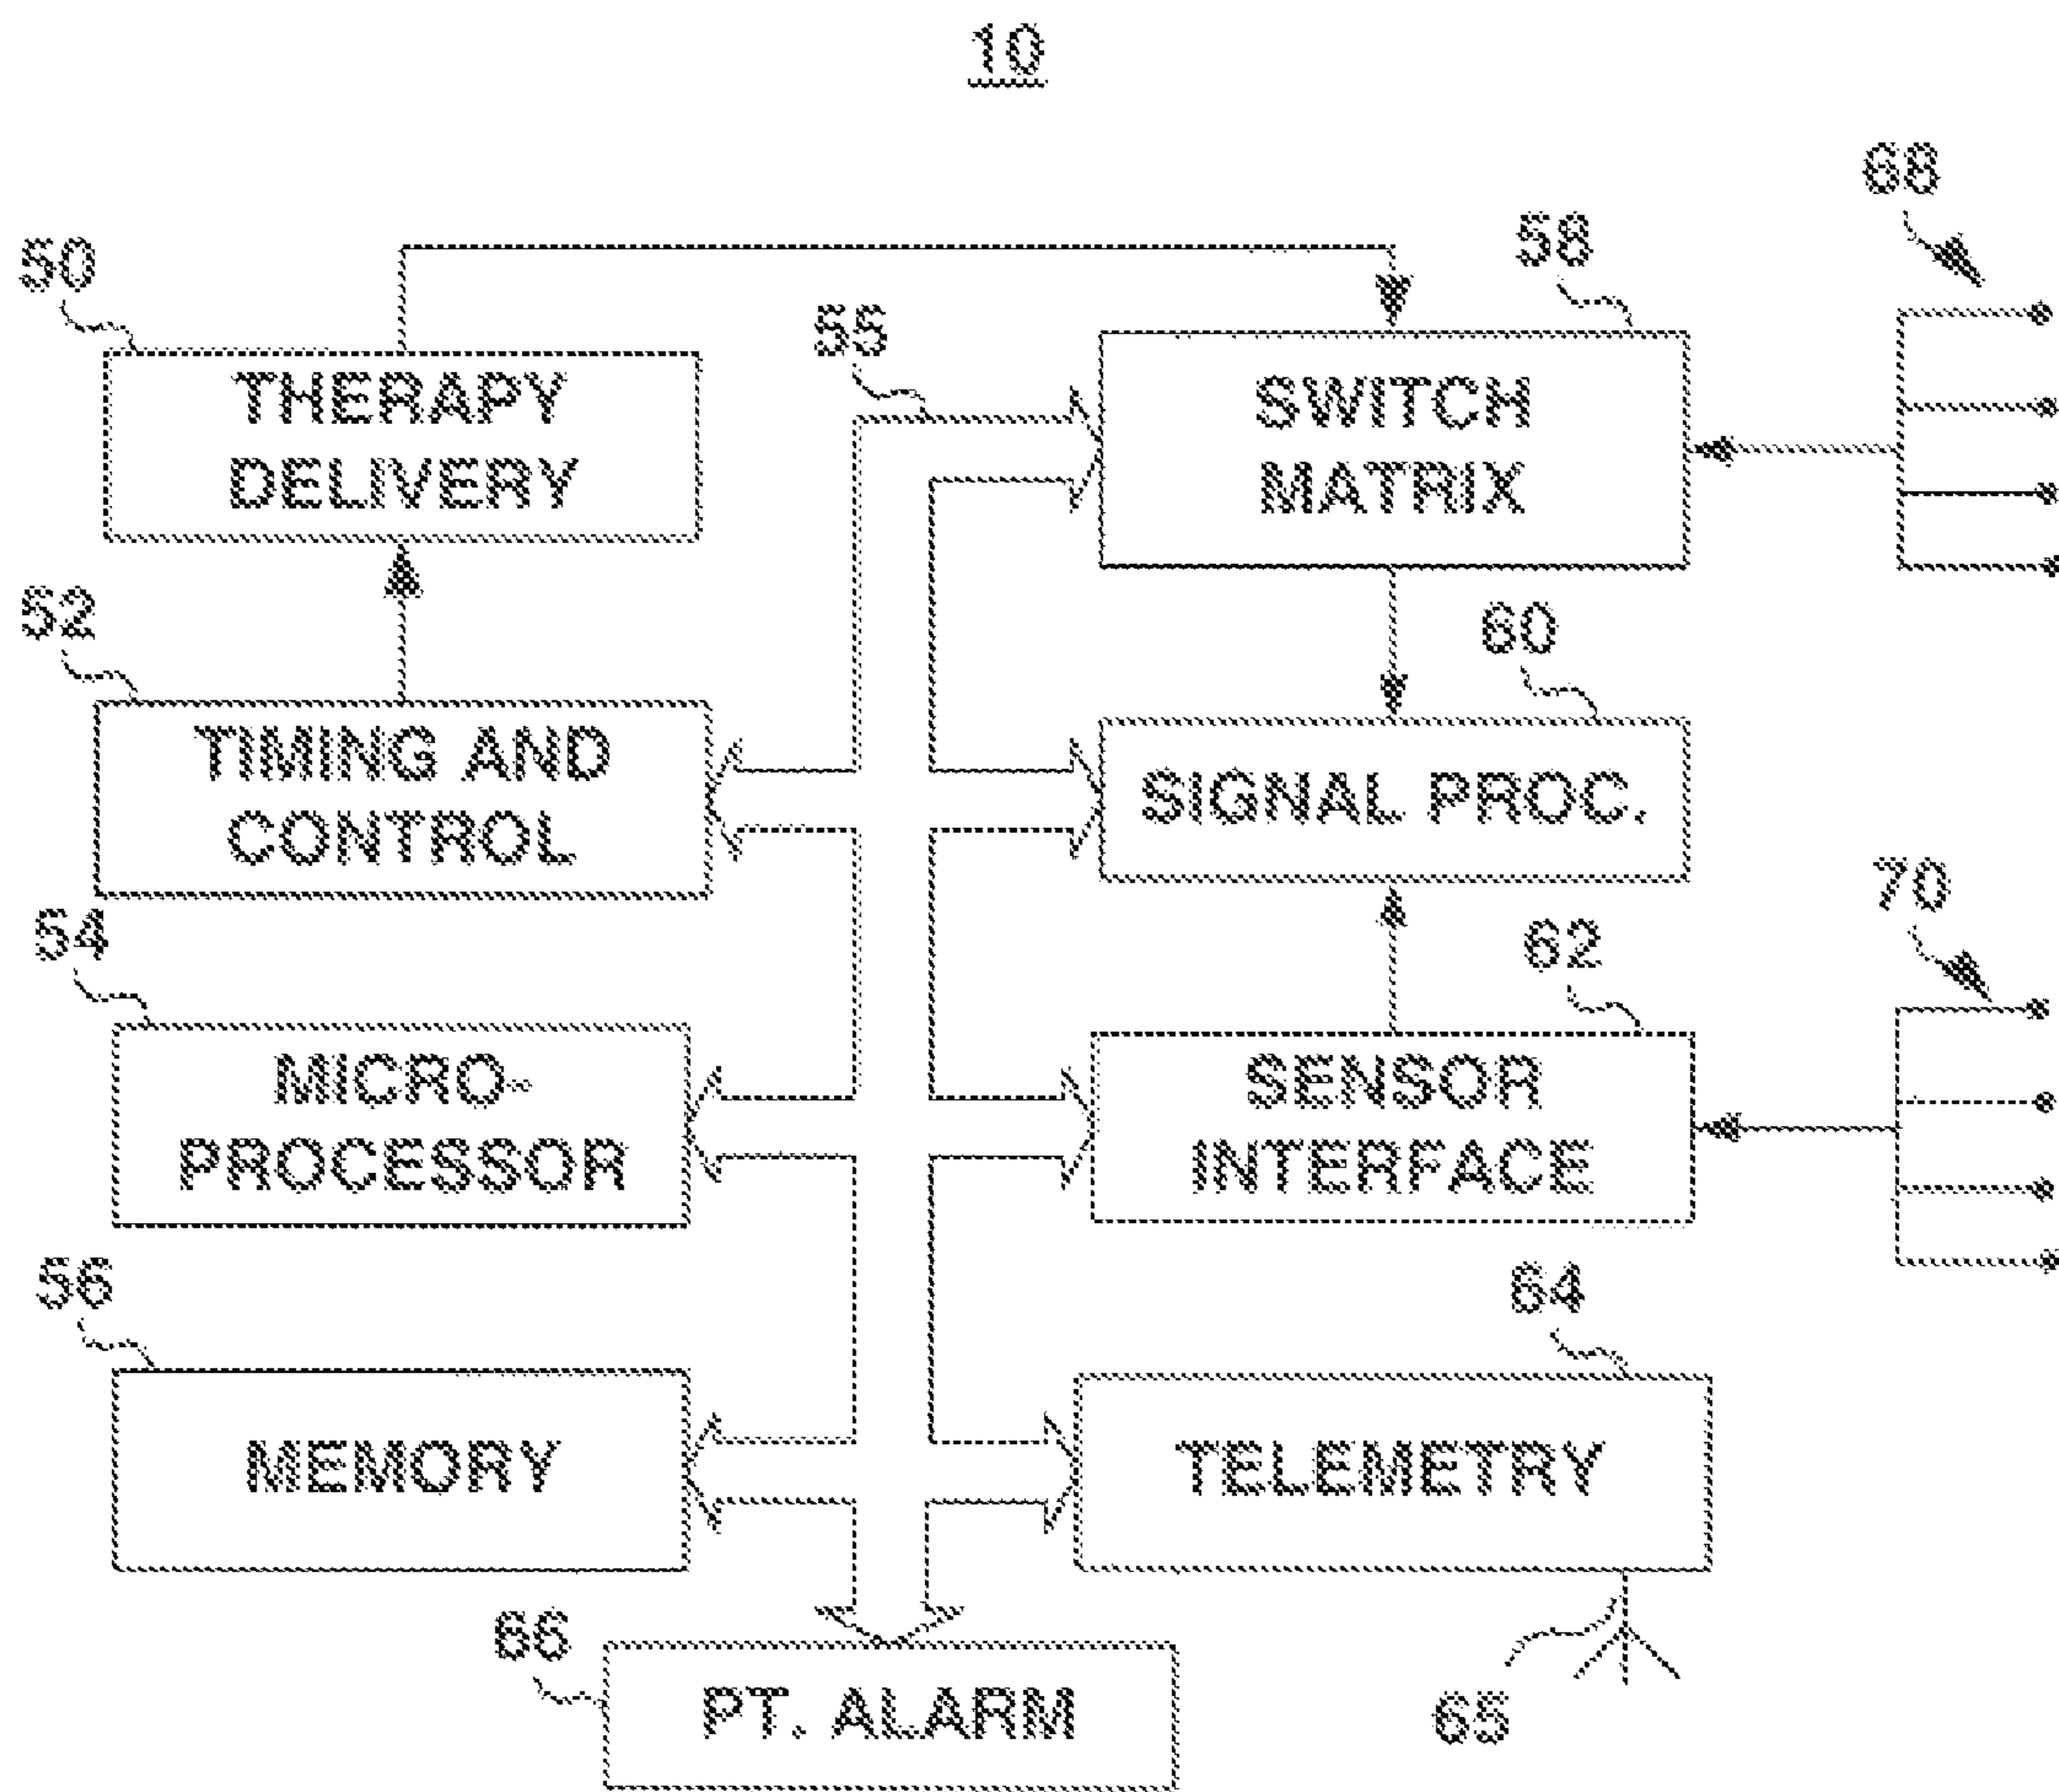 10
68
58
50
55
THERAPY
DELIVERY
SWITCH
MATRIX
52
60
TIMING AND
CONTROL
SIGNAL PROC.
70
54
62
MICRO-
PROCESSOR
SENSOR
INTERFACE
56
64
MEMORY
TELEMETRY
66
PT. ALARM
65